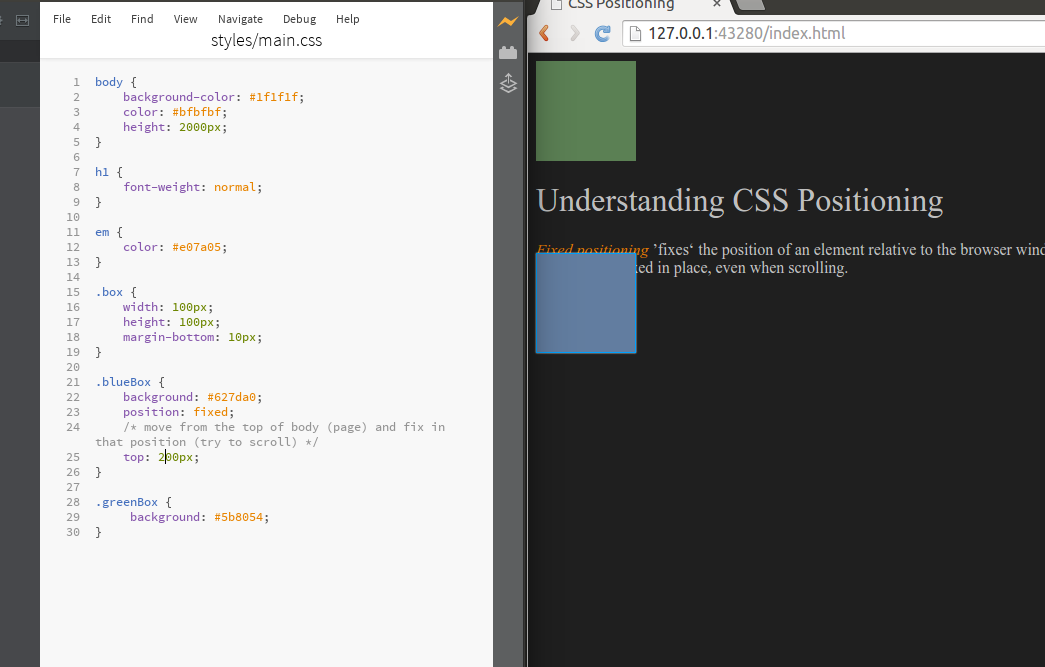 File Edit Find View Navigate Debug Help
styles/main.css
1 body {
2 background-color: #1f1f1f;
3 color: #bfbfbf;
4 height: 2000px;
5 }
6
7 h1 {
8 font-weight: normal;
9 }
10
11 em {
12 color: #e07a05;
13 }
14
15 .box {
16 width: 100px;
17 height: 100px;
18 margin-bottom: 10px;
19 }
20
21 .blueBox {
22 background: #627da0;
23 position: fixed;
24 /* move from the top of body (page) and fix in
that position (try to scroll) */
25 top: 200px;
26 }
27
28 .greenBox {
29 background: #5b8054;
30 }
CSS Positioning ×
127.0.0.1:43280/index.html
Understanding CSS Positioning
Fixed positioning ’fixes‘ the position of an element relative to the browser
in place, even when scrolling.